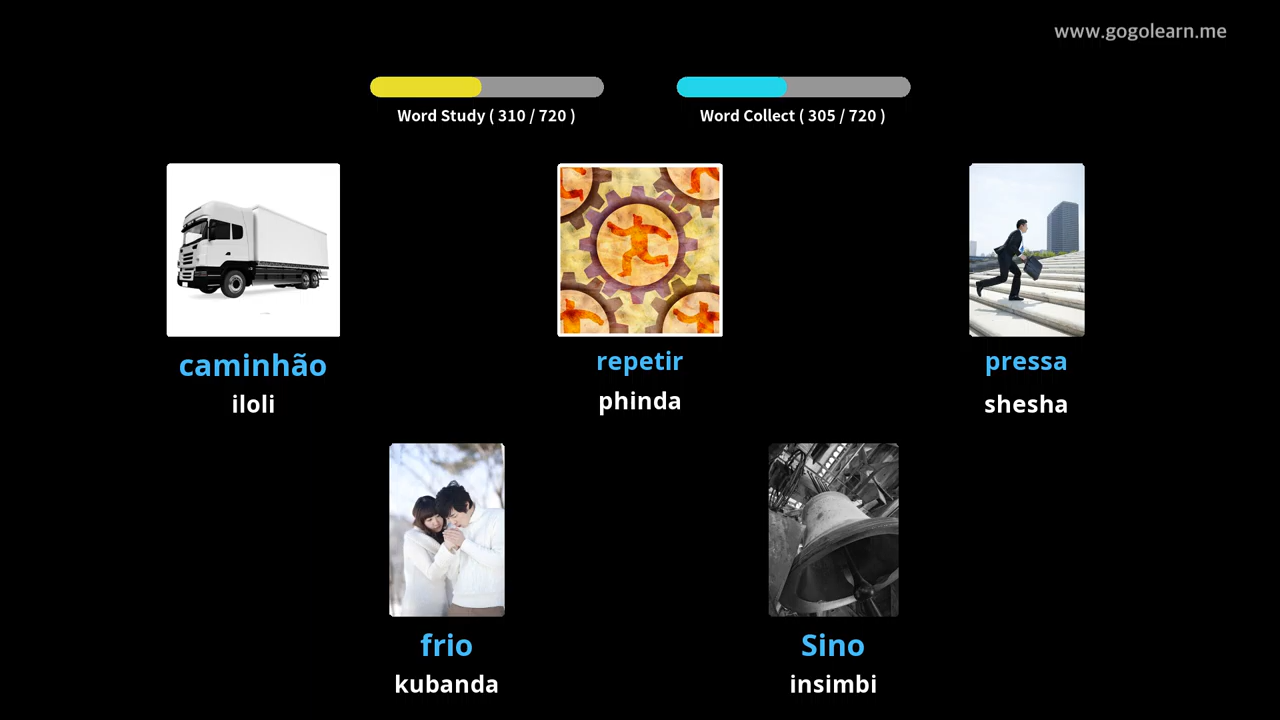 www.gogolearn.me
Word Study ( 310 / 720 )
Word Collect ( 305 / 720 )
caminhão
iloli
repetir
phinda
pressa
shesha
frio
kubanda
Sino
insimbi